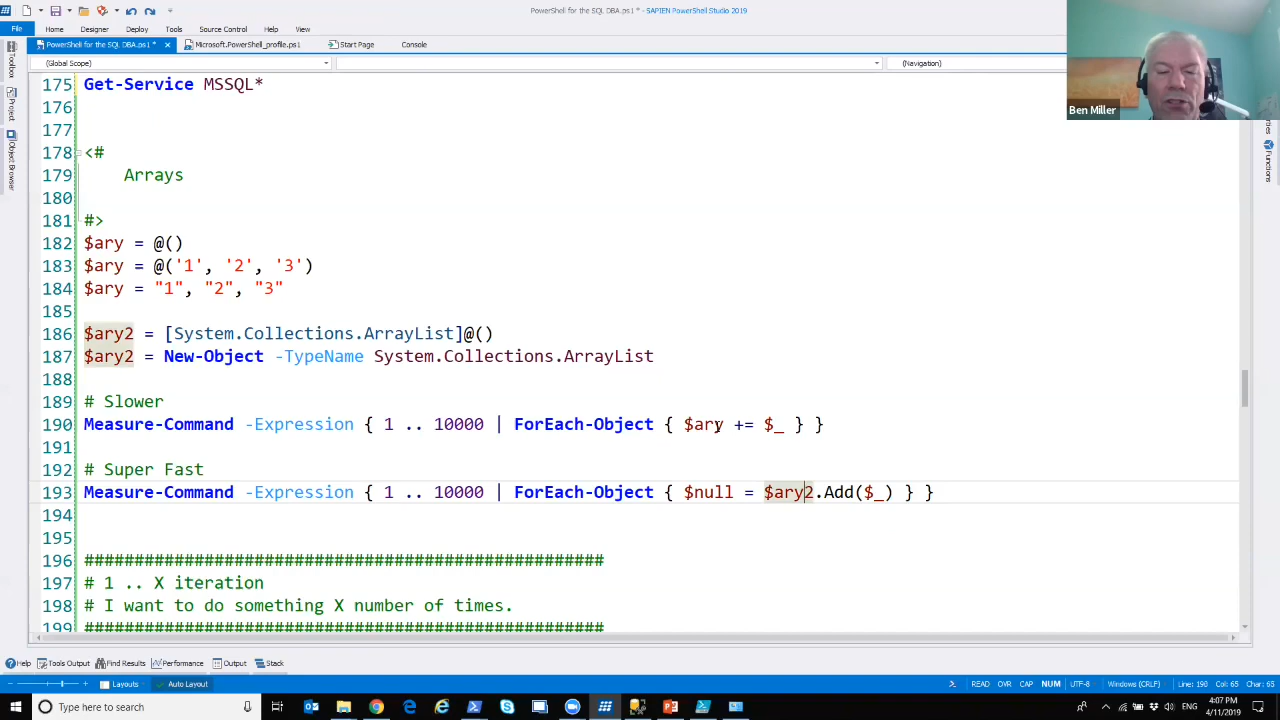 PowerShell for the SQL DBA.ps1 * - SAPIEN PowerShell Studio 2019
File Home Designer Deploy Tools Source Control Help View
PowerShell for the SQL DBA.ps1 * Microsoft.PowerShell_profile.ps1 Start Page Console
(Global Scope) (Navigation)
Ben Miller
Toolbox
Project
Object Browser
Functions
175 Get-Service MSSQL*
176
177
178 <#
179 Arrays
180
181 #>
182 $ary = @()
183 $ary = @('1', '2', '3')
184 $ary = "1", "2", "3"
185
186 $ary2 = [System.Collections.ArrayList]@()
187 $ary2 = New-Object -TypeName System.Collections.ArrayList
188
189 # Slower
190 Measure-Command -Expression { 1 .. 10000 | ForEach-Object { $ary += $_ } }
191
192 # Super Fast
193 Measure-Command -Expression { 1 .. 10000 | ForEach-Object { $null = $ary2.Add($_) } }
194
195
196 ####################################################
197 # 1 .. X iteration
198 # I want to do something X number of times.
199 ####################################################
Help Tools Output Find Results Performance Output Stack
Layouts Auto Layout READ OVR CAP NUM UTF-8 Windows (CRLF) Line: 193 Col: 65 Char: 65
Type here to search
ENG
4:07 PM
4/11/2019